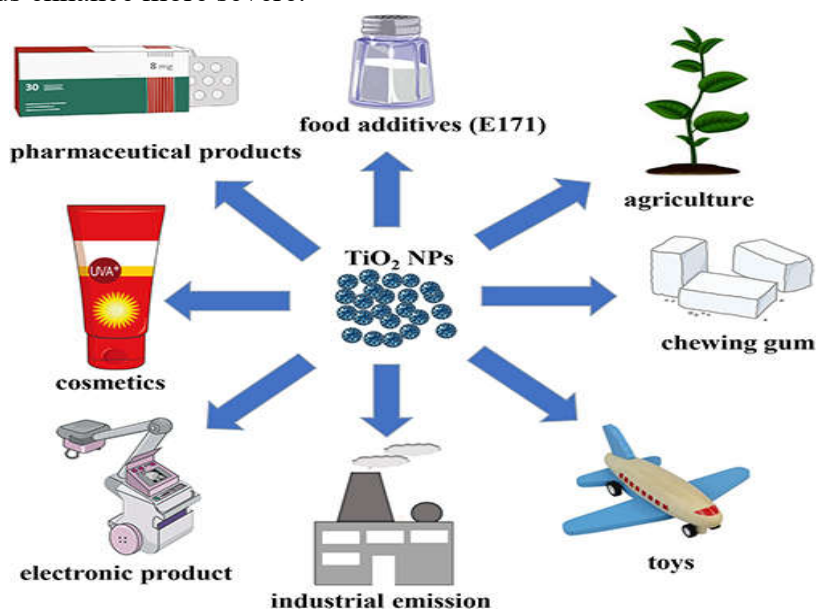 8 mg
30
food additives (E171)
pharmaceutical products
agriculture
TiO₂ NPs
UVA+
chewing gum
cosmetics
toys
electronic product
industrial emission